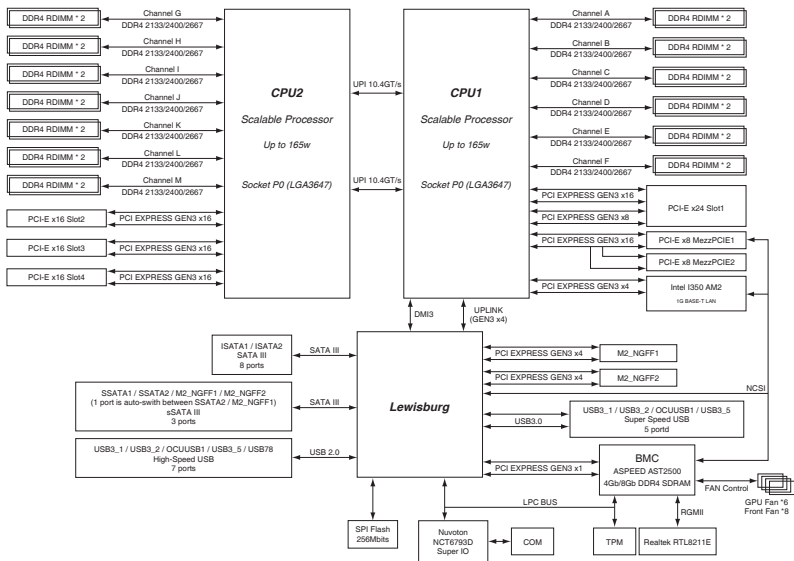 DDR4 RDIMM * 2
Channel G
DDR4 2133/2400/2667
DDR4 RDIMM * 2
Channel H
DDR4 2133/2400/2667
DDR4 RDIMM * 2
Channel I
DDR4 2133/2400/2667
DDR4 RDIMM * 2
Channel J
DDR4 2133/2400/2667
DDR4 RDIMM * 2
Channel K
DDR4 2133/2400/2667
DDR4 RDIMM * 2
Channel L
DDR4 2133/2400/2667
DDR4 RDIMM * 2
Channel M
DDR4 2133/2400/2667
PCI-E x16 Slot2
PCI EXPRESS GEN3 x16
PCI-E x16 Slot3
PCI EXPRESS GEN3 x16
PCI-E x16 Slot4
PCI EXPRESS GEN3 x16
CPU2
Scalable Processor
Up to 165w
Socket P0 (LGA3647)
UPI 10.4GT/s
UPI 10.4GT/s
CPU1
Scalable Processor
Up to 165w
Socket P0 (LGA3647)
Channel A
DDR4 2133/2400/2667
DDR4 RDIMM * 2
Channel B
DDR4 2133/2400/2667
DDR4 RDIMM * 2
Channel C
DDR4 2133/2400/2667
DDR4 RDIMM * 2
Channel D
DDR4 2133/2400/2667
DDR4 RDIMM * 2
Channel E
DDR4 2133/2400/2667
DDR4 RDIMM * 2
Channel F
DDR4 2133/2400/2667
DDR4 RDIMM * 2
PCI EXPRESS GEN3 x16
PCI EXPRESS GEN3 x8
PCI-E x24 Slot1
PCI EXPRESS GEN3 x16
PCI-E x8 MezzPCIE1
PCI-E x8 MezzPCIE2
PCI EXPRESS GEN3 x4
Intel I350 AM2
1G BASE-T LAN
DMI3
UPLINK
(GEN3 x4)
ISATA1 / ISATA2
SATA III
8 ports
SATA III
SSATA1 / SSATA2 / M2_NGFF1 / M2_NGFF2
(1 port is auto-swith between SSATA2 / M2_NGFF1)
sSATA III
3 ports
SATA III
USB3_1 / USB3_2 / OCUUSB1 / USB3_5 / USB78
High-Speed USB
7 ports
USB 2.0
Lewisburg
PCI EXPRESS GEN3 x4
M2_NGFF1
PCI EXPRESS GEN3 x4
M2_NGFF2
NCSI
USB3.0
USB3_1 / USB3_2 / OCUUSB1 / USB3_5
Super Speed USB
5 portd
PCI EXPRESS GEN3 x1
BMC
ASPEED AST2500
4Gb/8Gb DDR4 SDRAM
FAN Control
GPU Fan *6
Front Fan *8
LPC BUS
RGMII
SPI Flash
256Mbits
Nuvoton
NCT6793D
Super IO
COM
TPM
Realtek RTL8211E